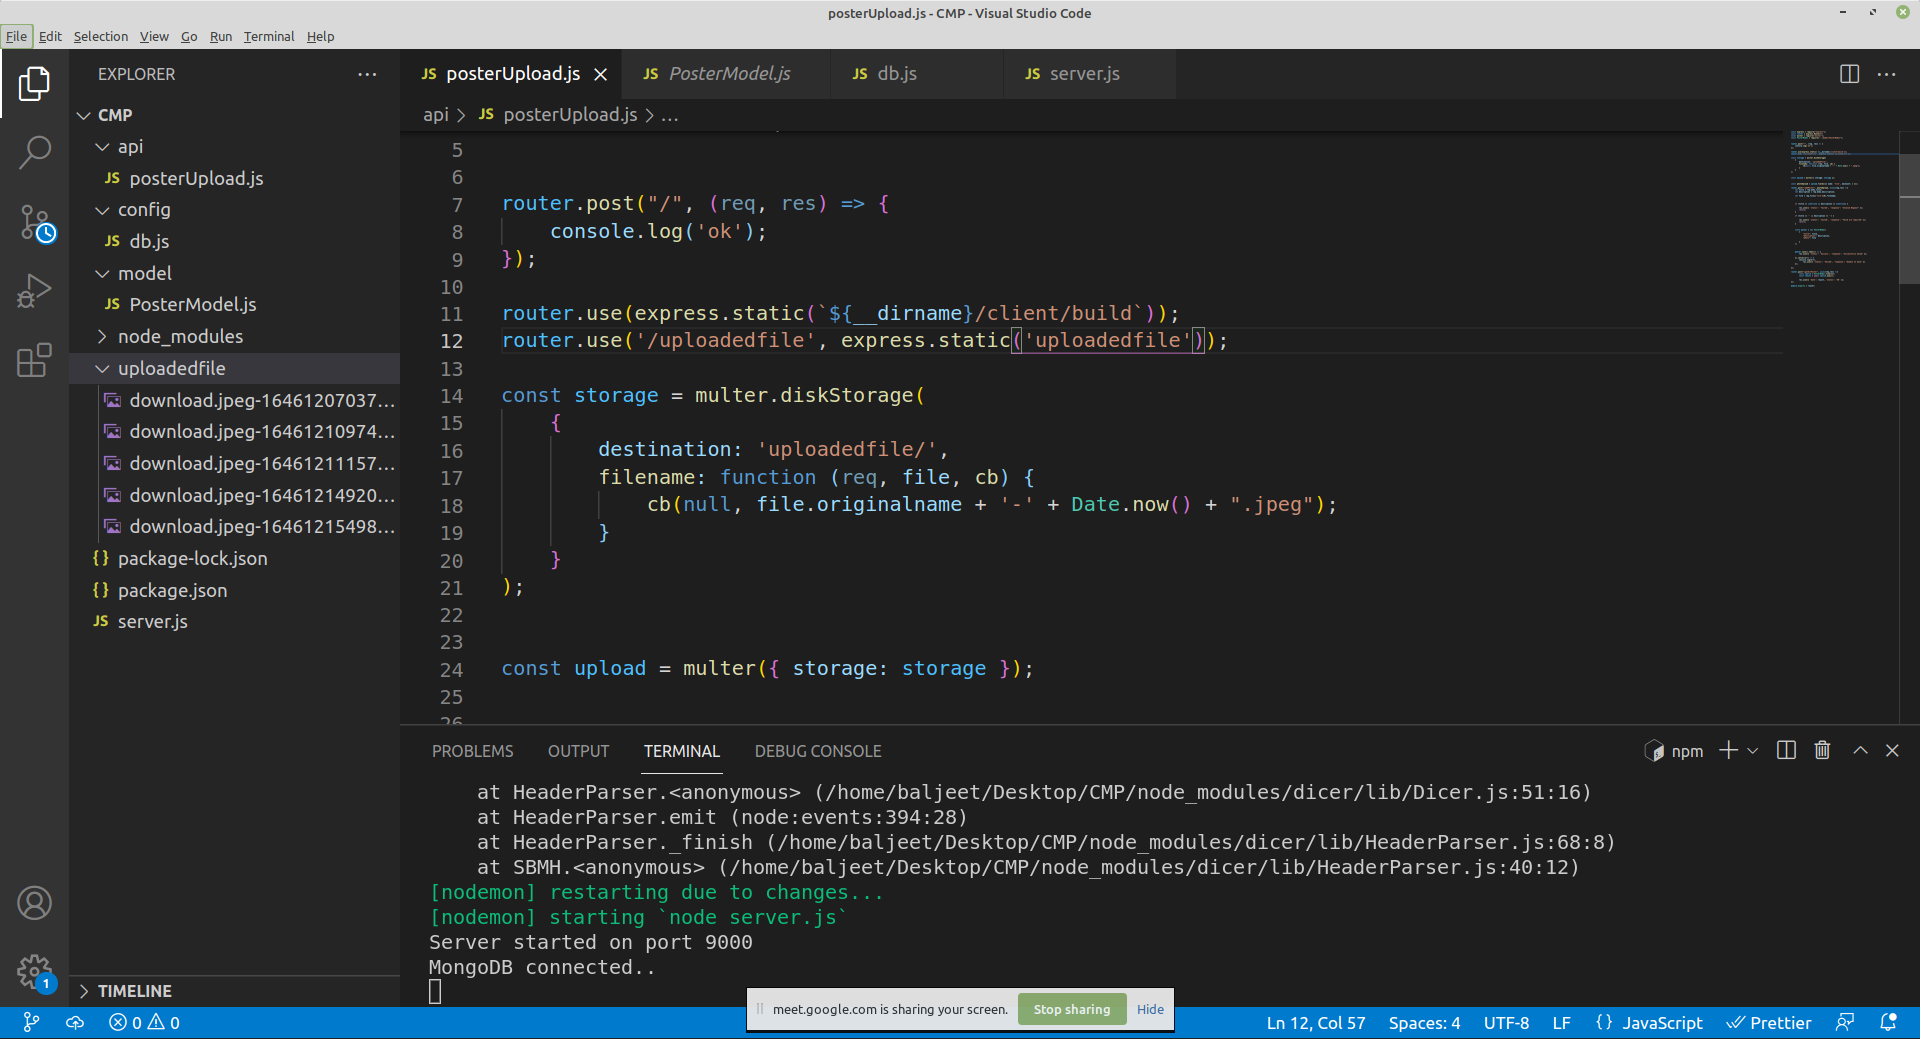 posterUpload.js - CMP - Visual Studio Code
File Edit Selection View Go Run Terminal Help
EXPLORER
CMP
api
JS posterUpload.js
config
JS db.js
model
JS PosterModel.js
node_modules
uploadedfile
download.jpeg-16461207037...
download.jpeg-16461210974...
download.jpeg-16461211157...
download.jpeg-16461214920...
download.jpeg-16461215498...
{} package-lock.json
{} package.json
JS server.js
TIMELINE
1
JS posterUpload.js JS PosterModel.js JS db.js JS server.js
api > JS posterUpload.js > ...
5
6
7 router.post("/", (req, res) => {
8 console.log('ok');
9 });
10
11 router.use(express.static(`${__dirname}/client/build`));
12 router.use('/uploadedfile', express.static('uploadedfile'));
13
14 const storage = multer.diskStorage(
15 {
16 destination: 'uploadedfile/',
17 filename: function (req, file, cb) {
18 cb(null, file.originalname + '-' + Date.now() + ".jpeg");
19 }
20 }
21 );
22
23
24 const upload = multer({ storage: storage });
25
26
PROBLEMS OUTPUT TERMINAL DEBUG CONSOLE
npm
at HeaderParser.<anonymous> (/home/baljeet/Desktop/CMP/node_modules/dicer/lib/Dicer.js:51:16)
at HeaderParser.emit (node:events:394:28)
at HeaderParser._finish (/home/baljeet/Desktop/CMP/node_modules/dicer/lib/HeaderParser.js:68:8)
at SBMH.<anonymous> (/home/baljeet/Desktop/CMP/node_modules/dicer/lib/HeaderParser.js:40:12)
[nodemon] restarting due to changes...
[nodemon] starting `node server.js`
Server started on port 9000
MongoDB connected..
meet.google.com is sharing your screen. Stop sharing Hide
0 0
Ln 12, Col 57 Spaces: 4 UTF-8 LF {} JavaScript Prettier